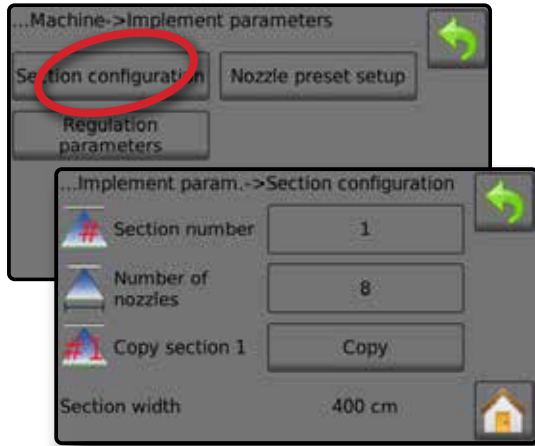 ...Machine->Implement parameters
Section configuration
Nozzle preset setup
Regulation
parameters
...Implement param.->Section configuration
#
Section number
1
Number of
nozzles
8
#1
Copy section 1
Copy
Section width
400 cm